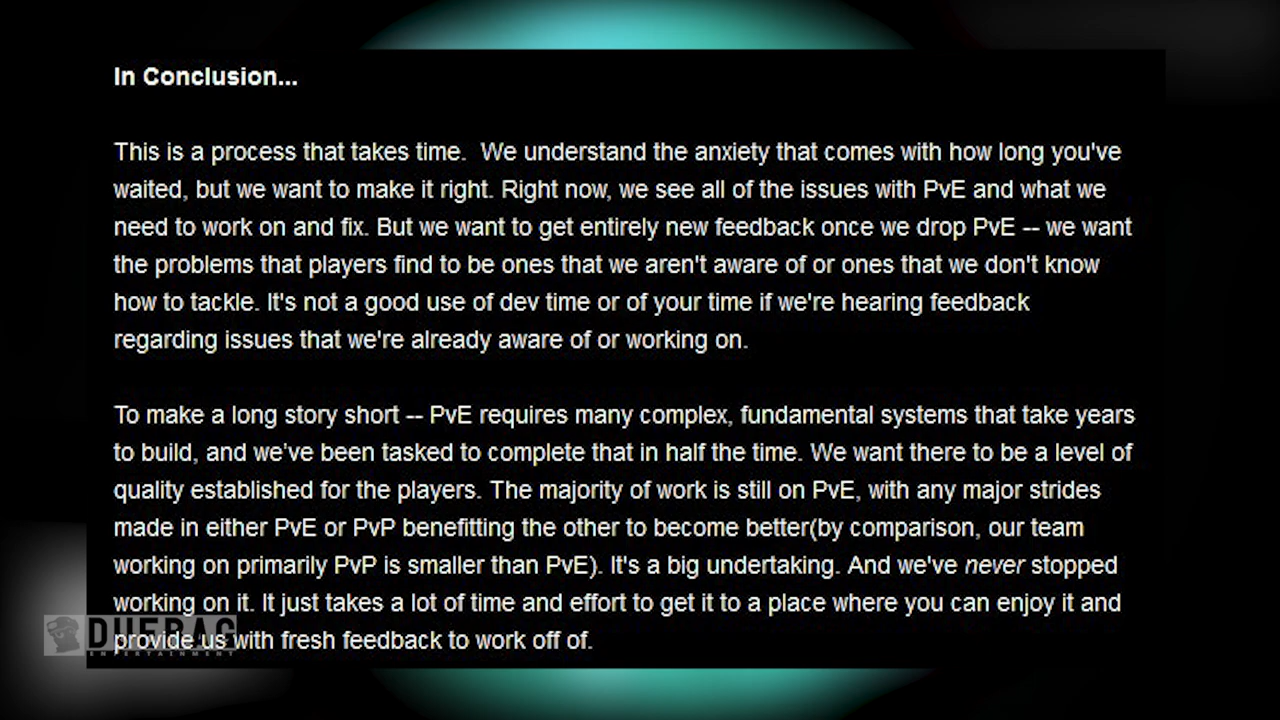 In Conclusion...
This is a process that takes time.  We understand the anxiety that comes with how long you've
waited, but we want to make it right. Right now, we see all of the issues with PvE and what we
need to work on and fix. But we want to get entirely new feedback once we drop PvE -- we want
the problems that players find to be ones that we aren't aware of or ones that we don't know
how to tackle. It's not a good use of dev time or of your time if we're hearing feedback
regarding issues that we're already aware of or working on.
To make a long story short -- PvE requires many complex, fundamental systems that take years
to build, and we've been tasked to complete that in half the time. We want there to be a level of
quality established for the players. The majority of work is still on PvE, with any major strides
made in either PvE or PvP benefitting the other to become better(by comparison, our team
working on primarily PvP is smaller than PvE). It's a big undertaking. And we've never stopped
working on it. It just takes a lot of time and effort to get it to a place where you can enjoy it and
provide us with fresh feedback to work off of.
ENTERTAINMENT